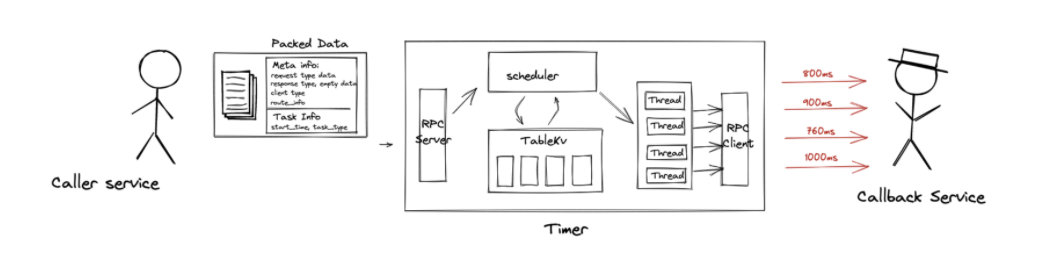 Packed Data
Meta info:
request type data
response type, empty data
client type
route_info
Task Info
start_time, task_type
Caller service
RPC
Server
scheduler
TableKv
Thread
Thread
Thread
Thread
RPC
Client
Timer
800ms
900ms
760ms
1000ms
Callback Service